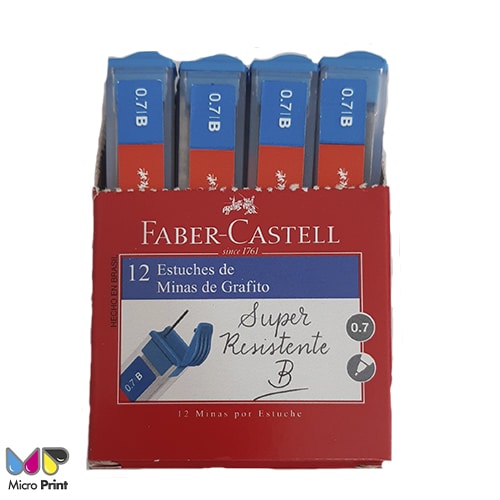 0.7 | B
0.7 | B
0.7 | B
0.7 | B
FABER-CASTELL
since 1761
12 Estuches de
Minas de Grafito
HECHO EN BRASIL
Super
Resistente
B
0.7
0.7 B
12 Minas por Estuche
Micro Print